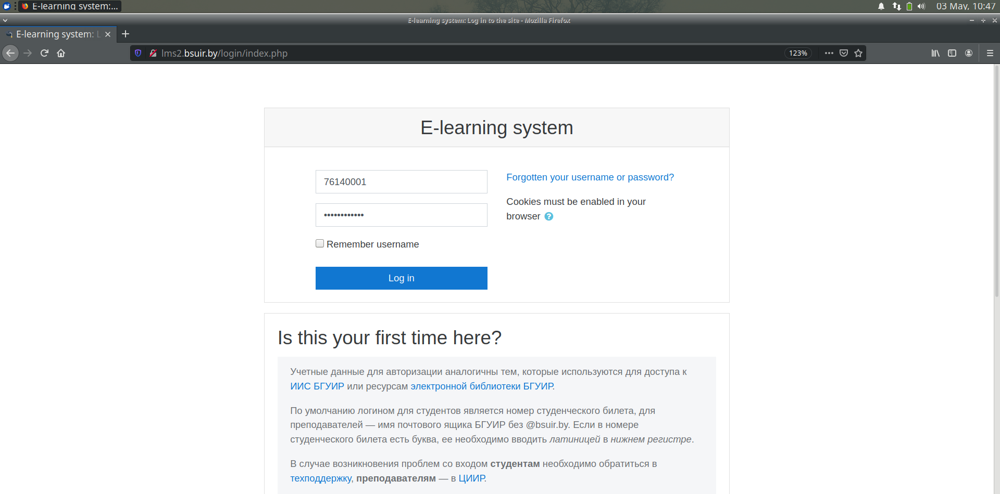 E-learning system:...
03 May, 10:47
E-learning system: Log in to the site - Mozilla Firefox
E-learning system: L
lms2.bsuir.by/login/index.php
123%
E-learning system
76140001
Forgotten your username or password?
Cookies must be enabled in your
browser
••••••••••••
Remember username
Log in
Is this your first time here?
Учетные данные для авторизации аналогичны тем, которые используются для доступа к
ИИС БГУИР или ресурсам электронной библиотеки БГУИР.
По умолчанию логином для студентов является номер студенческого билета, для
преподавателей — имя почтового ящика БГУИР без @bsuir.by. Если в номере
студенческого билета есть буква, ее необходимо вводить латиницей в нижнем регистре.
В случае возникновения проблем со входом студентам необходимо обратиться в
техподдержку, преподавателям — в ЦИИР.